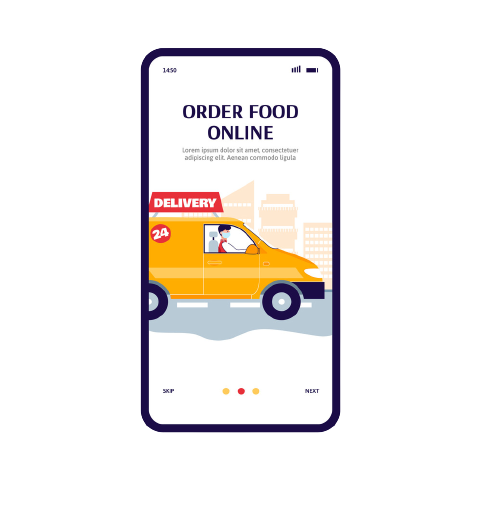 14:50
ORDER FOOD
ONLINE
Lorem ipsum dolor sit amet, consectetuer
adipiscing elit. Aenean commodo ligula
DELIVERY
24
SKIP
NEXT